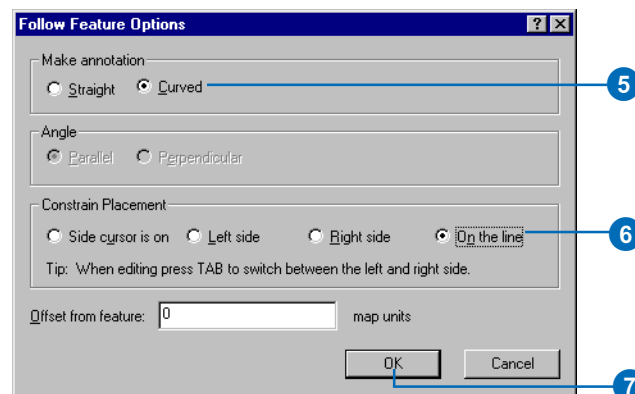 Follow Feature Options ? X
Make annotation
Straight Curved 5
Angle
Parallel Perpendicular
Constrain Placement
Side cursor is on Left side Right side On the line 6
Tip: When editing press TAB to switch between the left and right side.
Offset from feature: 0 map units
OK Cancel
7